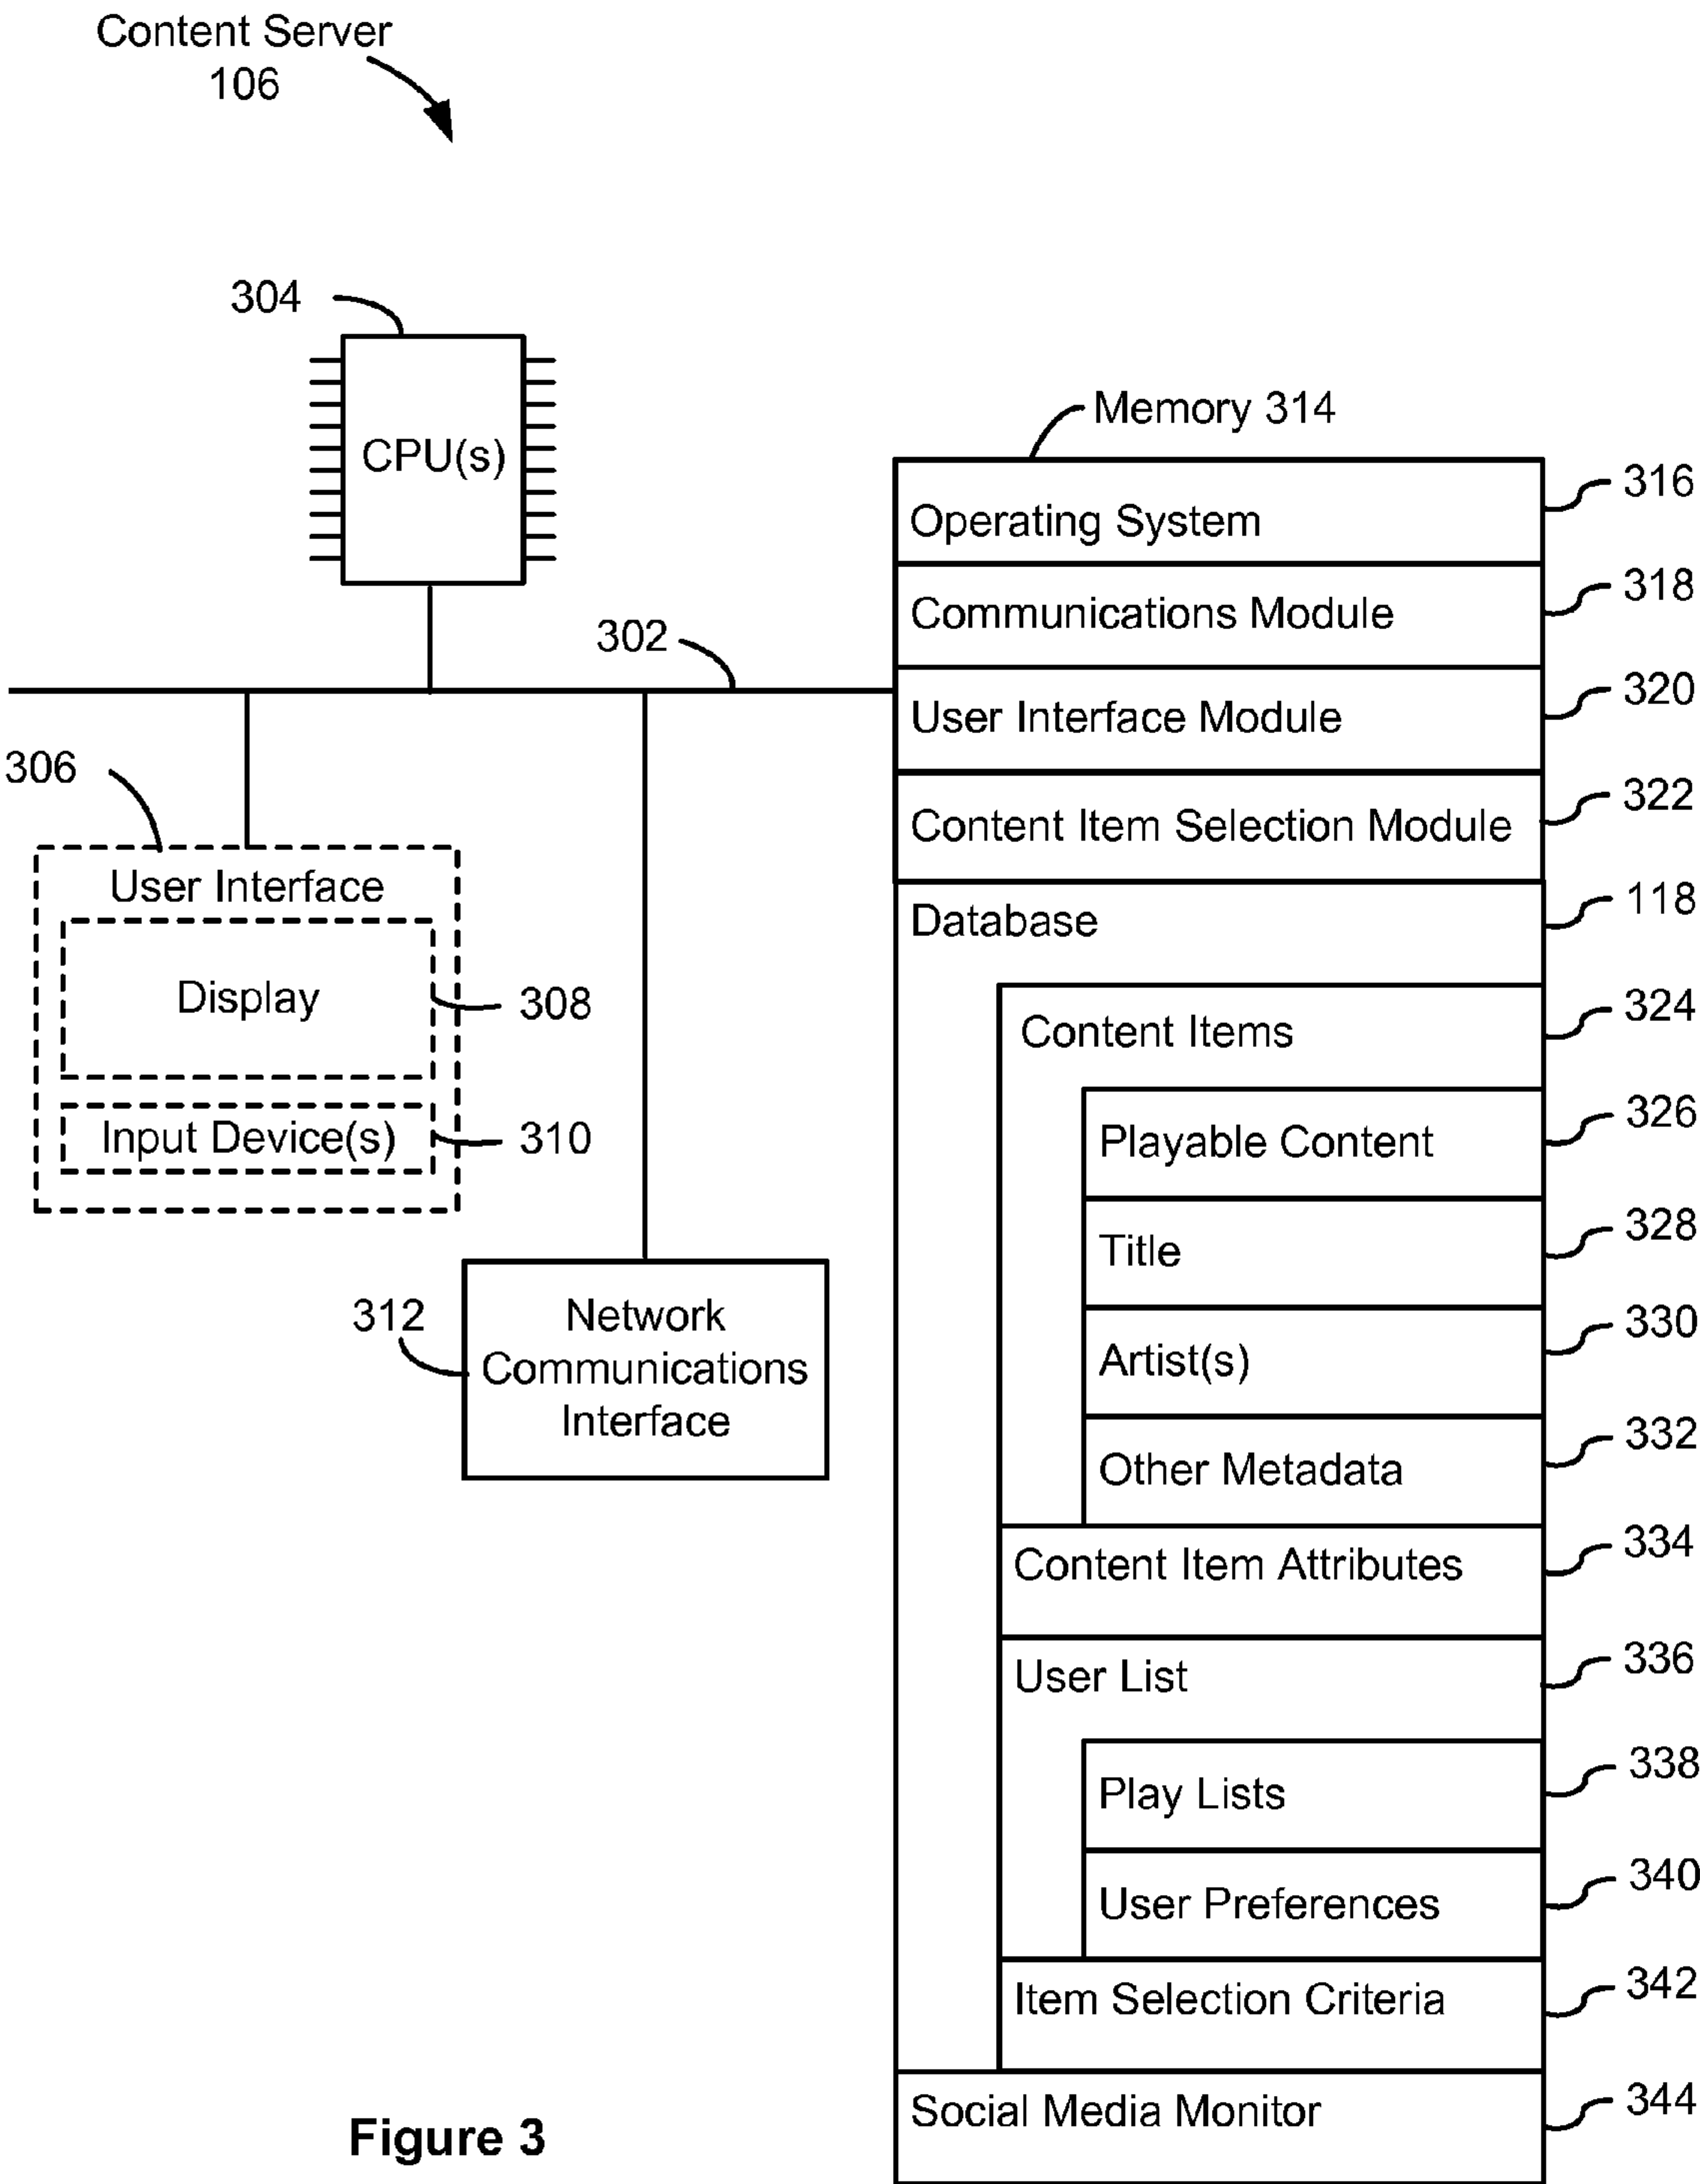 Content Server
106
304
CPU(s)
302
306
User Interface
Display
308
Input Device(s)
310
312
Network
Communications
Interface
Memory 314
Operating System
316
Communications Module
318
User Interface Module
320
Content Item Selection Module
322
Database
118
Content Items
324
Playable Content
326
Title
328
Artist(s)
330
Other Metadata
332
Content Item Attributes
334
User List
336
Play Lists
338
User Preferences
340
Item Selection Criteria
342
Social Media Monitor
344
Figure 3